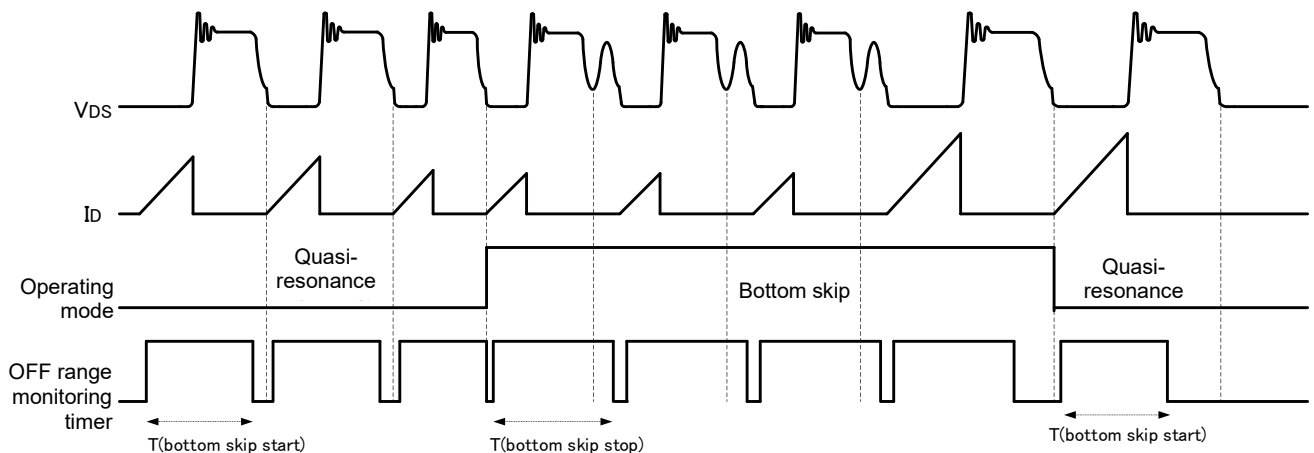 VDS
ID
Quasi-
resonance
Operating
mode
Bottom skip
Quasi-
resonance
OFF range
monitoring
timer
T(bottom skip start)
T(bottom skip stop)
T(bottom skip start)